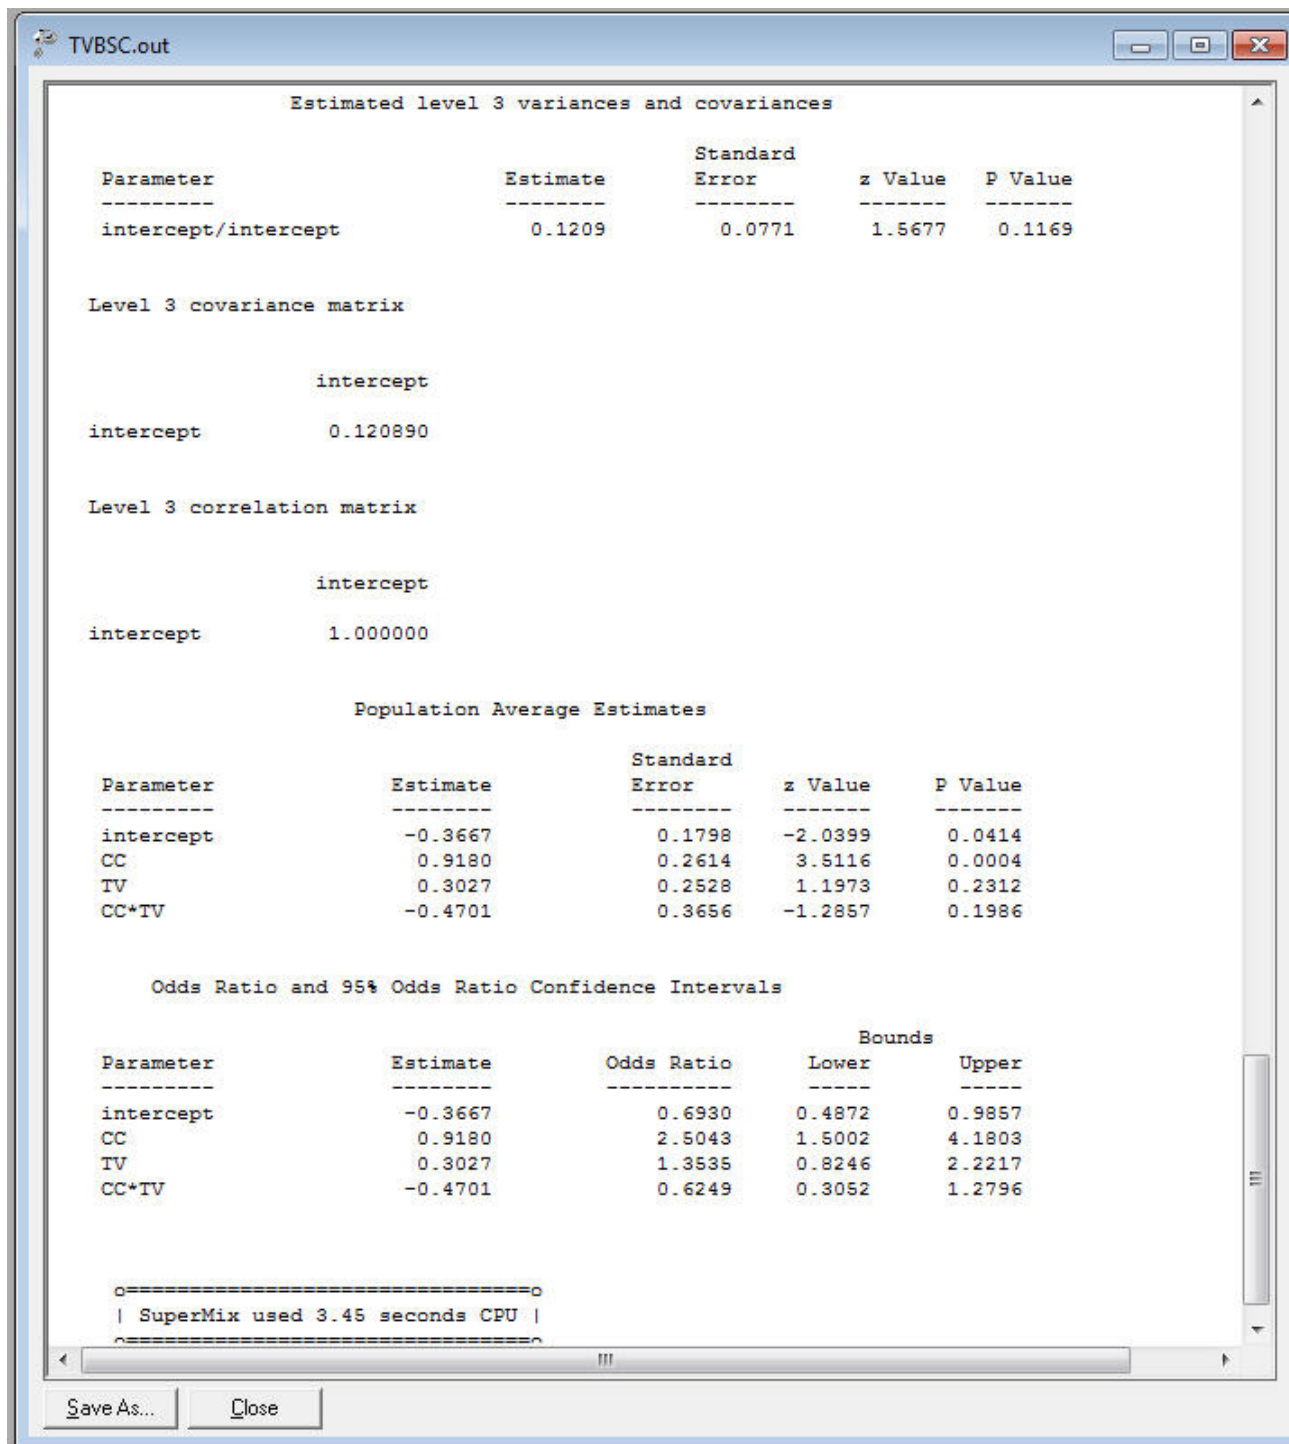 TVBSC.out
Estimated level 3 variances and covariances
Standard
Parameter Estimate Error z Value P Value
--------- -------- -------- ------- -------
intercept/intercept 0.1209 0.0771 1.5677 0.1169
Level 3 covariance matrix
intercept
intercept 0.120890
Level 3 correlation matrix
intercept
intercept 1.000000
Population Average Estimates
Standard
Parameter Estimate Error z Value P Value
--------- -------- -------- ------- -------
intercept -0.3667 0.1798 -2.0399 0.0414
CC 0.9180 0.2614 3.5116 0.0004
TV 0.3027 0.2528 1.1973 0.2312
CC*TV -0.4701 0.3656 -1.2857 0.1986
Odds Ratio and 95% Odds Ratio Confidence Intervals
Bounds
Parameter Estimate Odds Ratio Lower Upper
--------- -------- ---------- ----- -----
intercept -0.3667 0.6930 0.4872 0.9857
CC 0.9180 2.5043 1.5002 4.1803
TV 0.3027 1.3535 0.8246 2.2217
CC*TV -0.4701 0.6249 0.3052 1.2796
o================================o
| SuperMix used 3.45 seconds CPU |
o================================o
Save As... Close